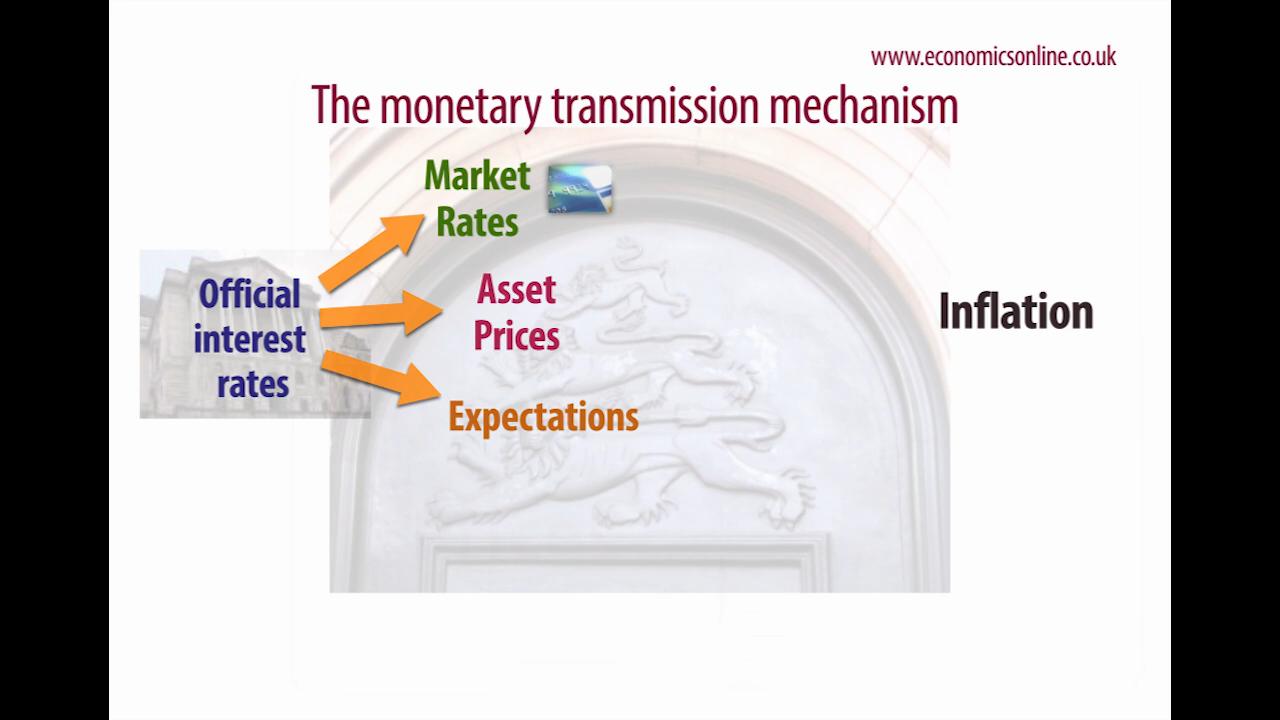 www.economicsonline.co.uk
The monetary transmission mechanism
Market
Rates
Official
interest
rates
Asset
Prices
Expectations
Inflation